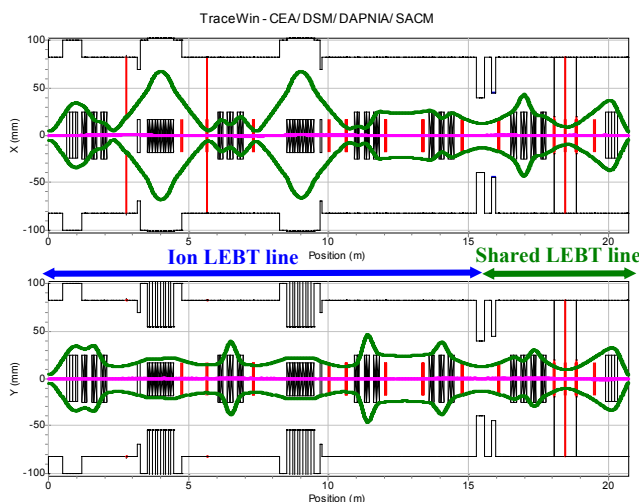 TraceWin - CEA/ DSM/ DAPNIA/ SACM
100
50
0
-50
-100
X (mm)
0 5 10 15 20
Position (m)
Ion LEBT line Shared LEBT line
100
50
0
-50
-100
Y (mm)
0 5 10 15 20
Position (m)